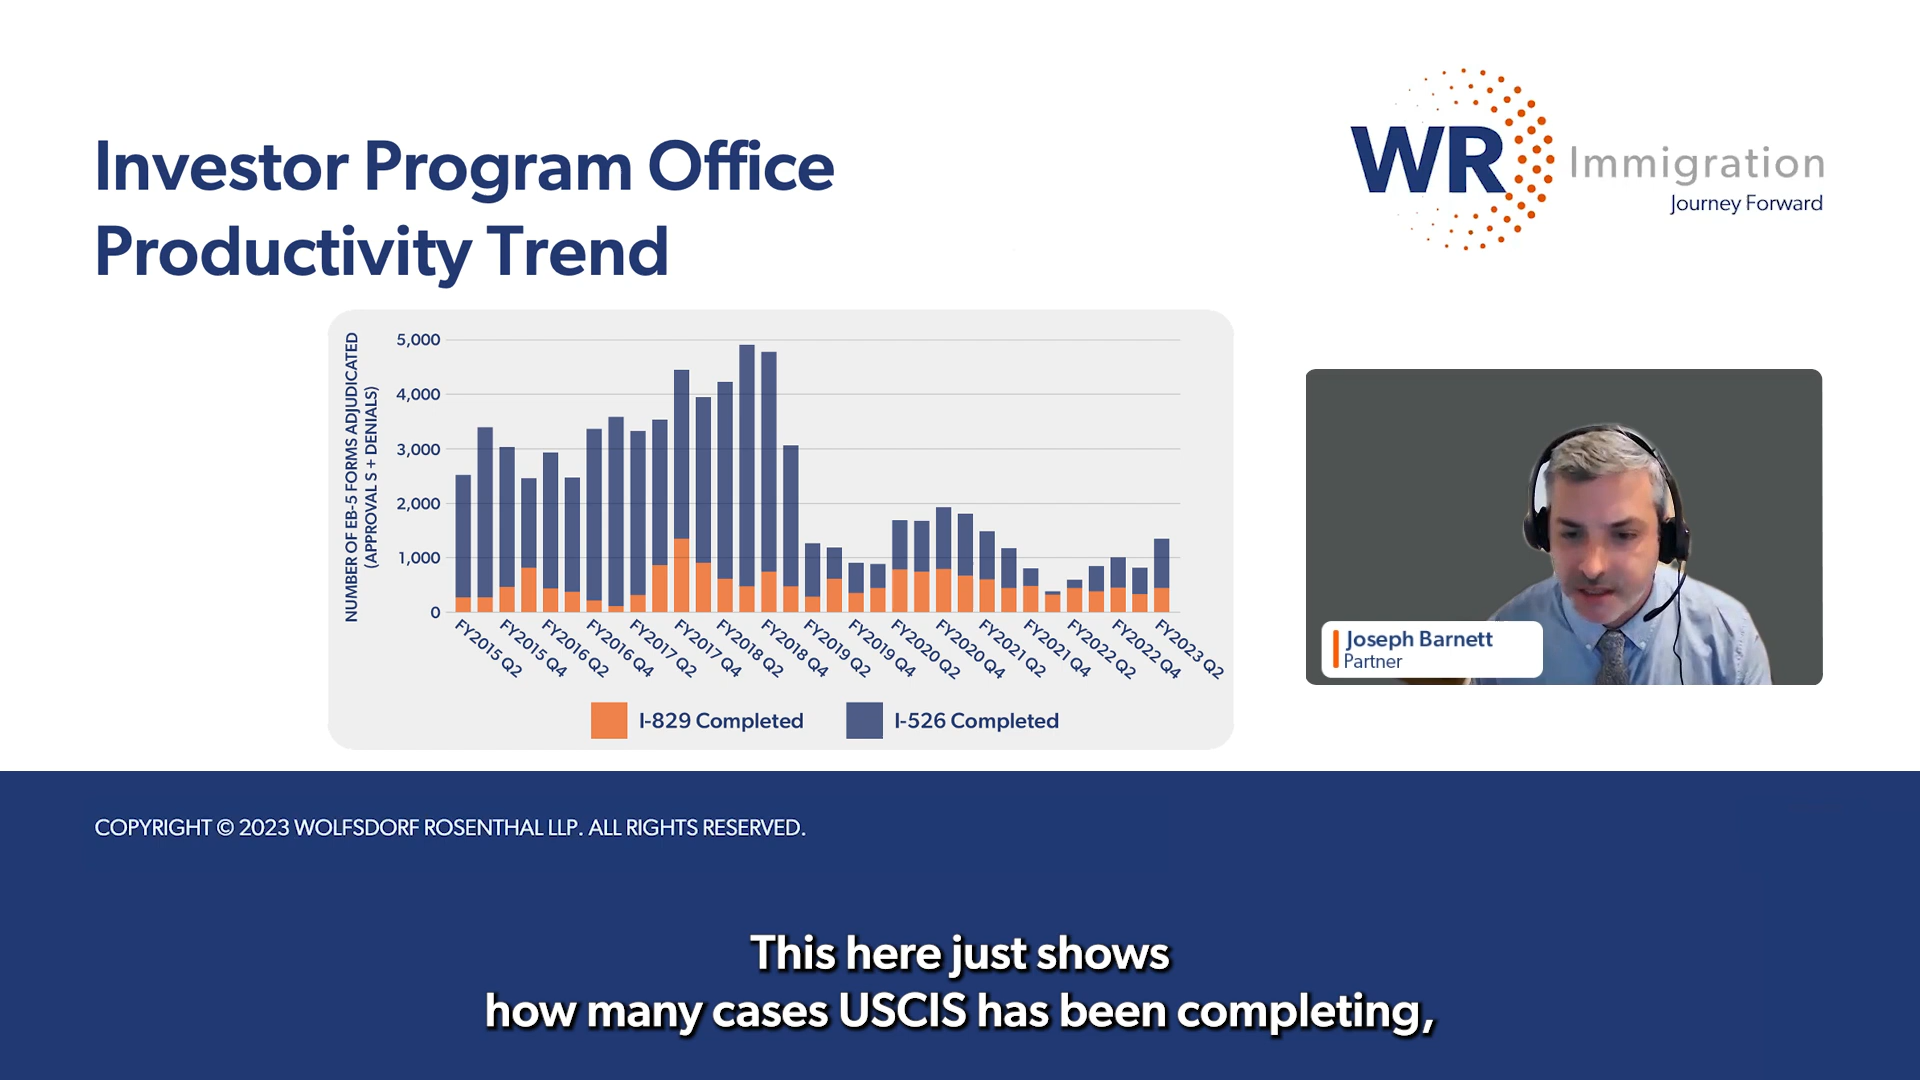 Investor Program Office
Productivity Trend
WR Immigration
Journey Forward
NUMBER OF EB-5 FORMS ADJUDICATED
(APPROVAL S + DENIALS)
5,000
4,000
3,000
2,000
1,000
0
FY2015 Q2
FY2015 Q4
FY2016 Q2
FY2016 Q4
FY2017 Q2
FY2017 Q4
FY2018 Q2
FY2018 Q4
FY2019 Q2
FY2019 Q4
FY2020 Q2
FY2020 Q4
FY2021 Q2
FY2021 Q4
FY2022 Q2
FY2022 Q4
FY2023 Q2
I-829 Completed
I-526 Completed
Joseph Barnett
Partner
COPYRIGHT © 2023 WOLFSDORF ROSENTHAL LLP. ALL RIGHTS RESERVED.
This here just shows
how many cases USCIS has been completing,